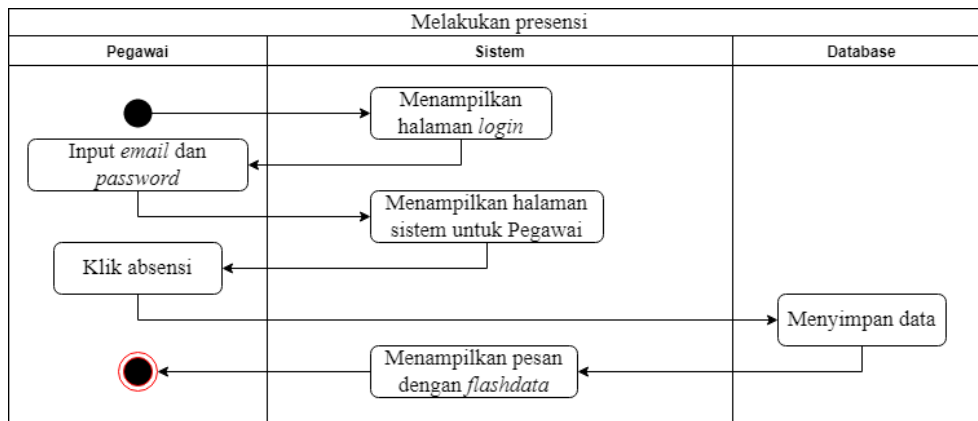 Melakukan presensi
Pegawai
Sistem
Database
Menampilkan
halaman login
Input email dan
password
Menampilkan halaman
sistem untuk Pegawai
Klik absensi
Menyimpan data
Menampilkan pesan
dengan flashdata